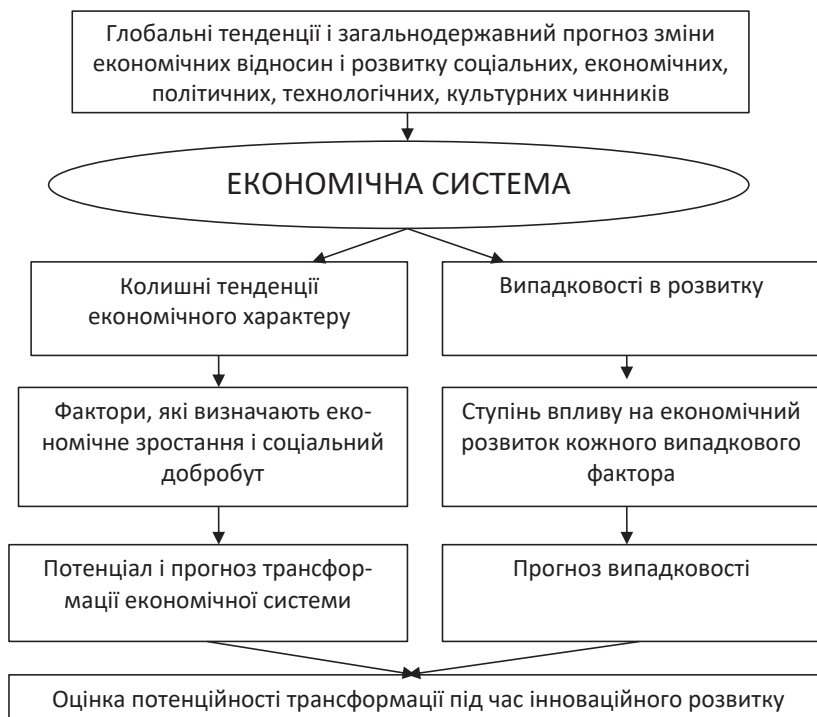 Глобальні тенденції і загальнодержавний прогноз зміни
економічних відносин і розвитку соціальних, економічних,
політичних, технологічних, культурних чинників
ЕКОНОМІЧНА СИСТЕМА
Колишні тенденції
економічного характеру
Випадковості в розвитку
Фактори, які визначають еко-
номічне зростання і соціальний
добробут
Ступінь впливу на економічний
розвиток кожного випадкового
фактора
Потенціал і прогноз трансфор-
мації економічної системи
Прогноз випадковості
Оцінка потенційності трансформації під час інноваційного розвитку